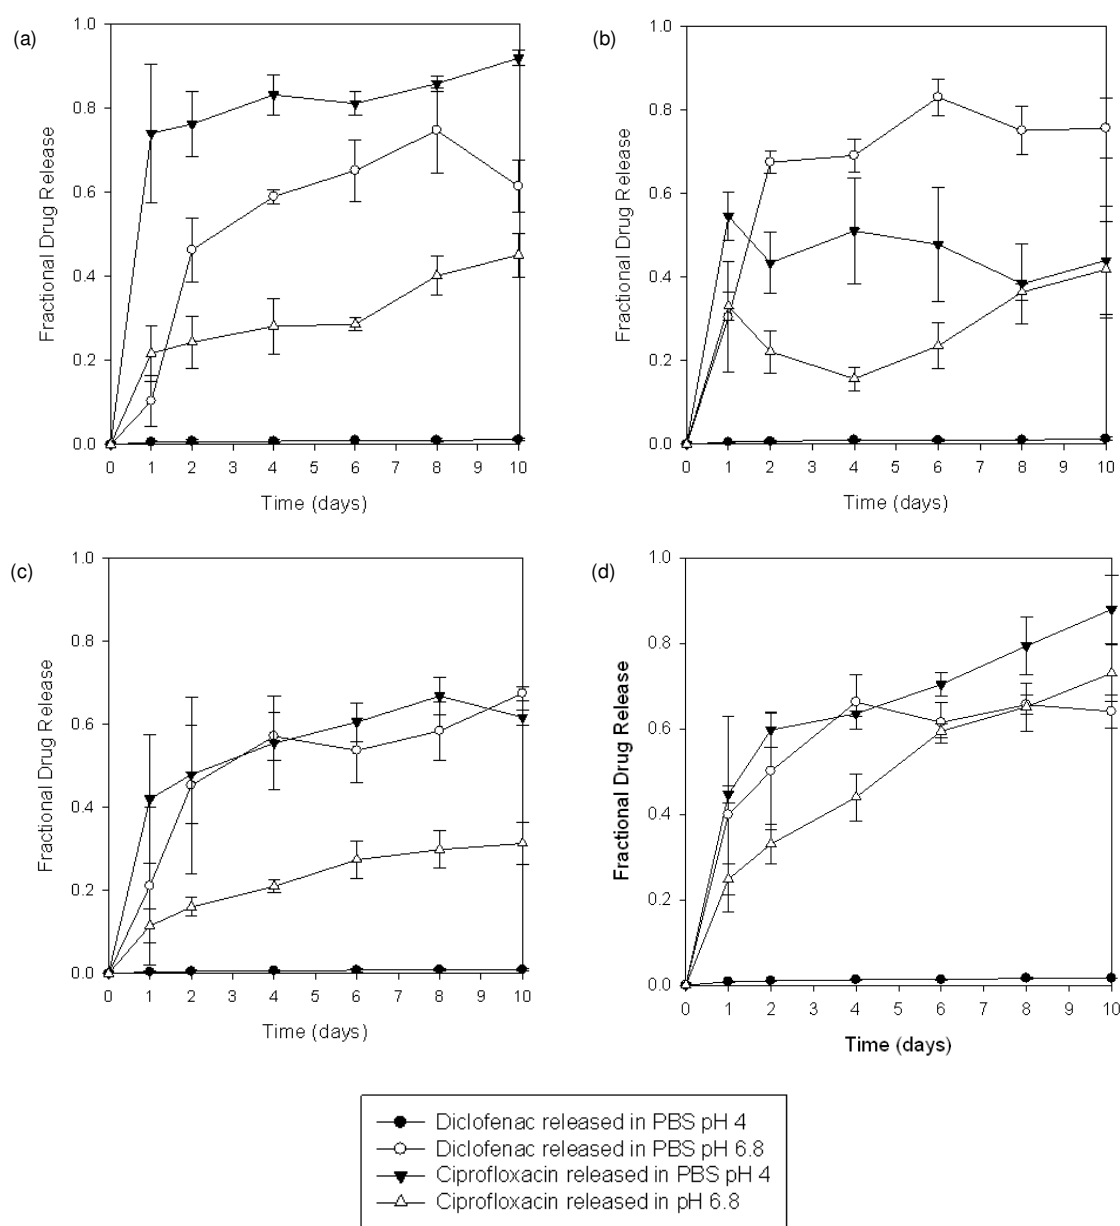 (a)
1.0
0.8
0.6
0.4
0.2
0.0
Fractional Drug Release
0 1 2 3 4 5 6 7 8 9 10
Time (days)
(b)
1.0
0.8
0.6
0.4
0.2
0.0
Fractional Drug Release
0 1 2 3 4 5 6 7 8 9 10
Time (days)
(c)
1.0
0.8
0.6
0.4
0.2
0.0
Fractional Drug Release
0 1 2 3 4 5 6 7 8 9 10
Time (days)
(d)
1.0
0.8
0.6
0.4
0.2
0.0
Fractional Drug Release
0 1 2 3 4 5 6 7 8 9 10
Time (days)
Diclofenac released in PBS pH 4
Diclofenac released in PBS pH 6.8
Ciprofloxacin released in PBS pH 4
Ciprofloxacin released in pH 6.8